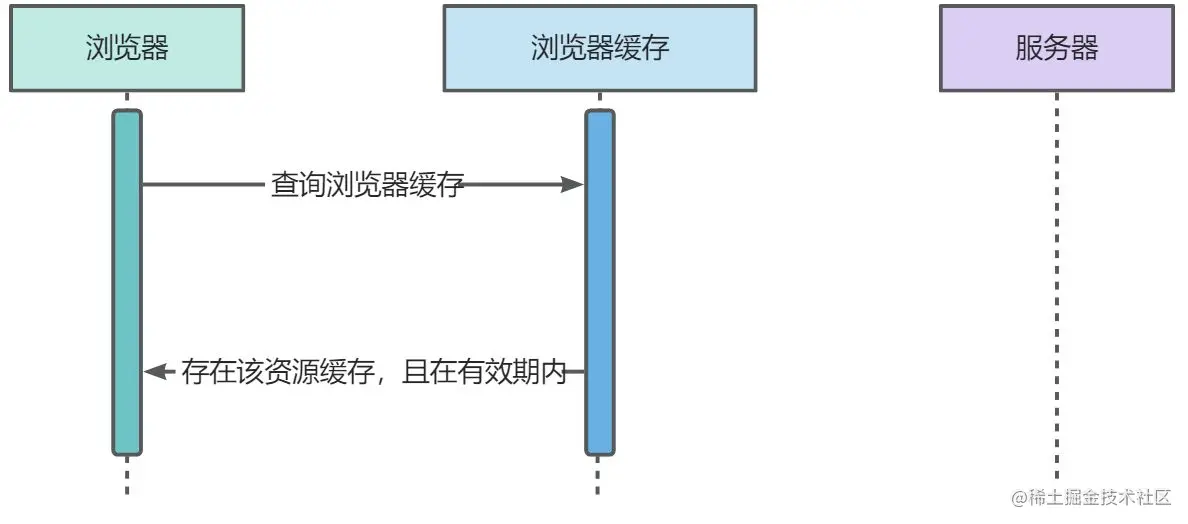 浏览器
浏览器缓存
服务器
查询浏览器缓存
存在该资源缓存，且在有效期内
@稀土掘金技术社区